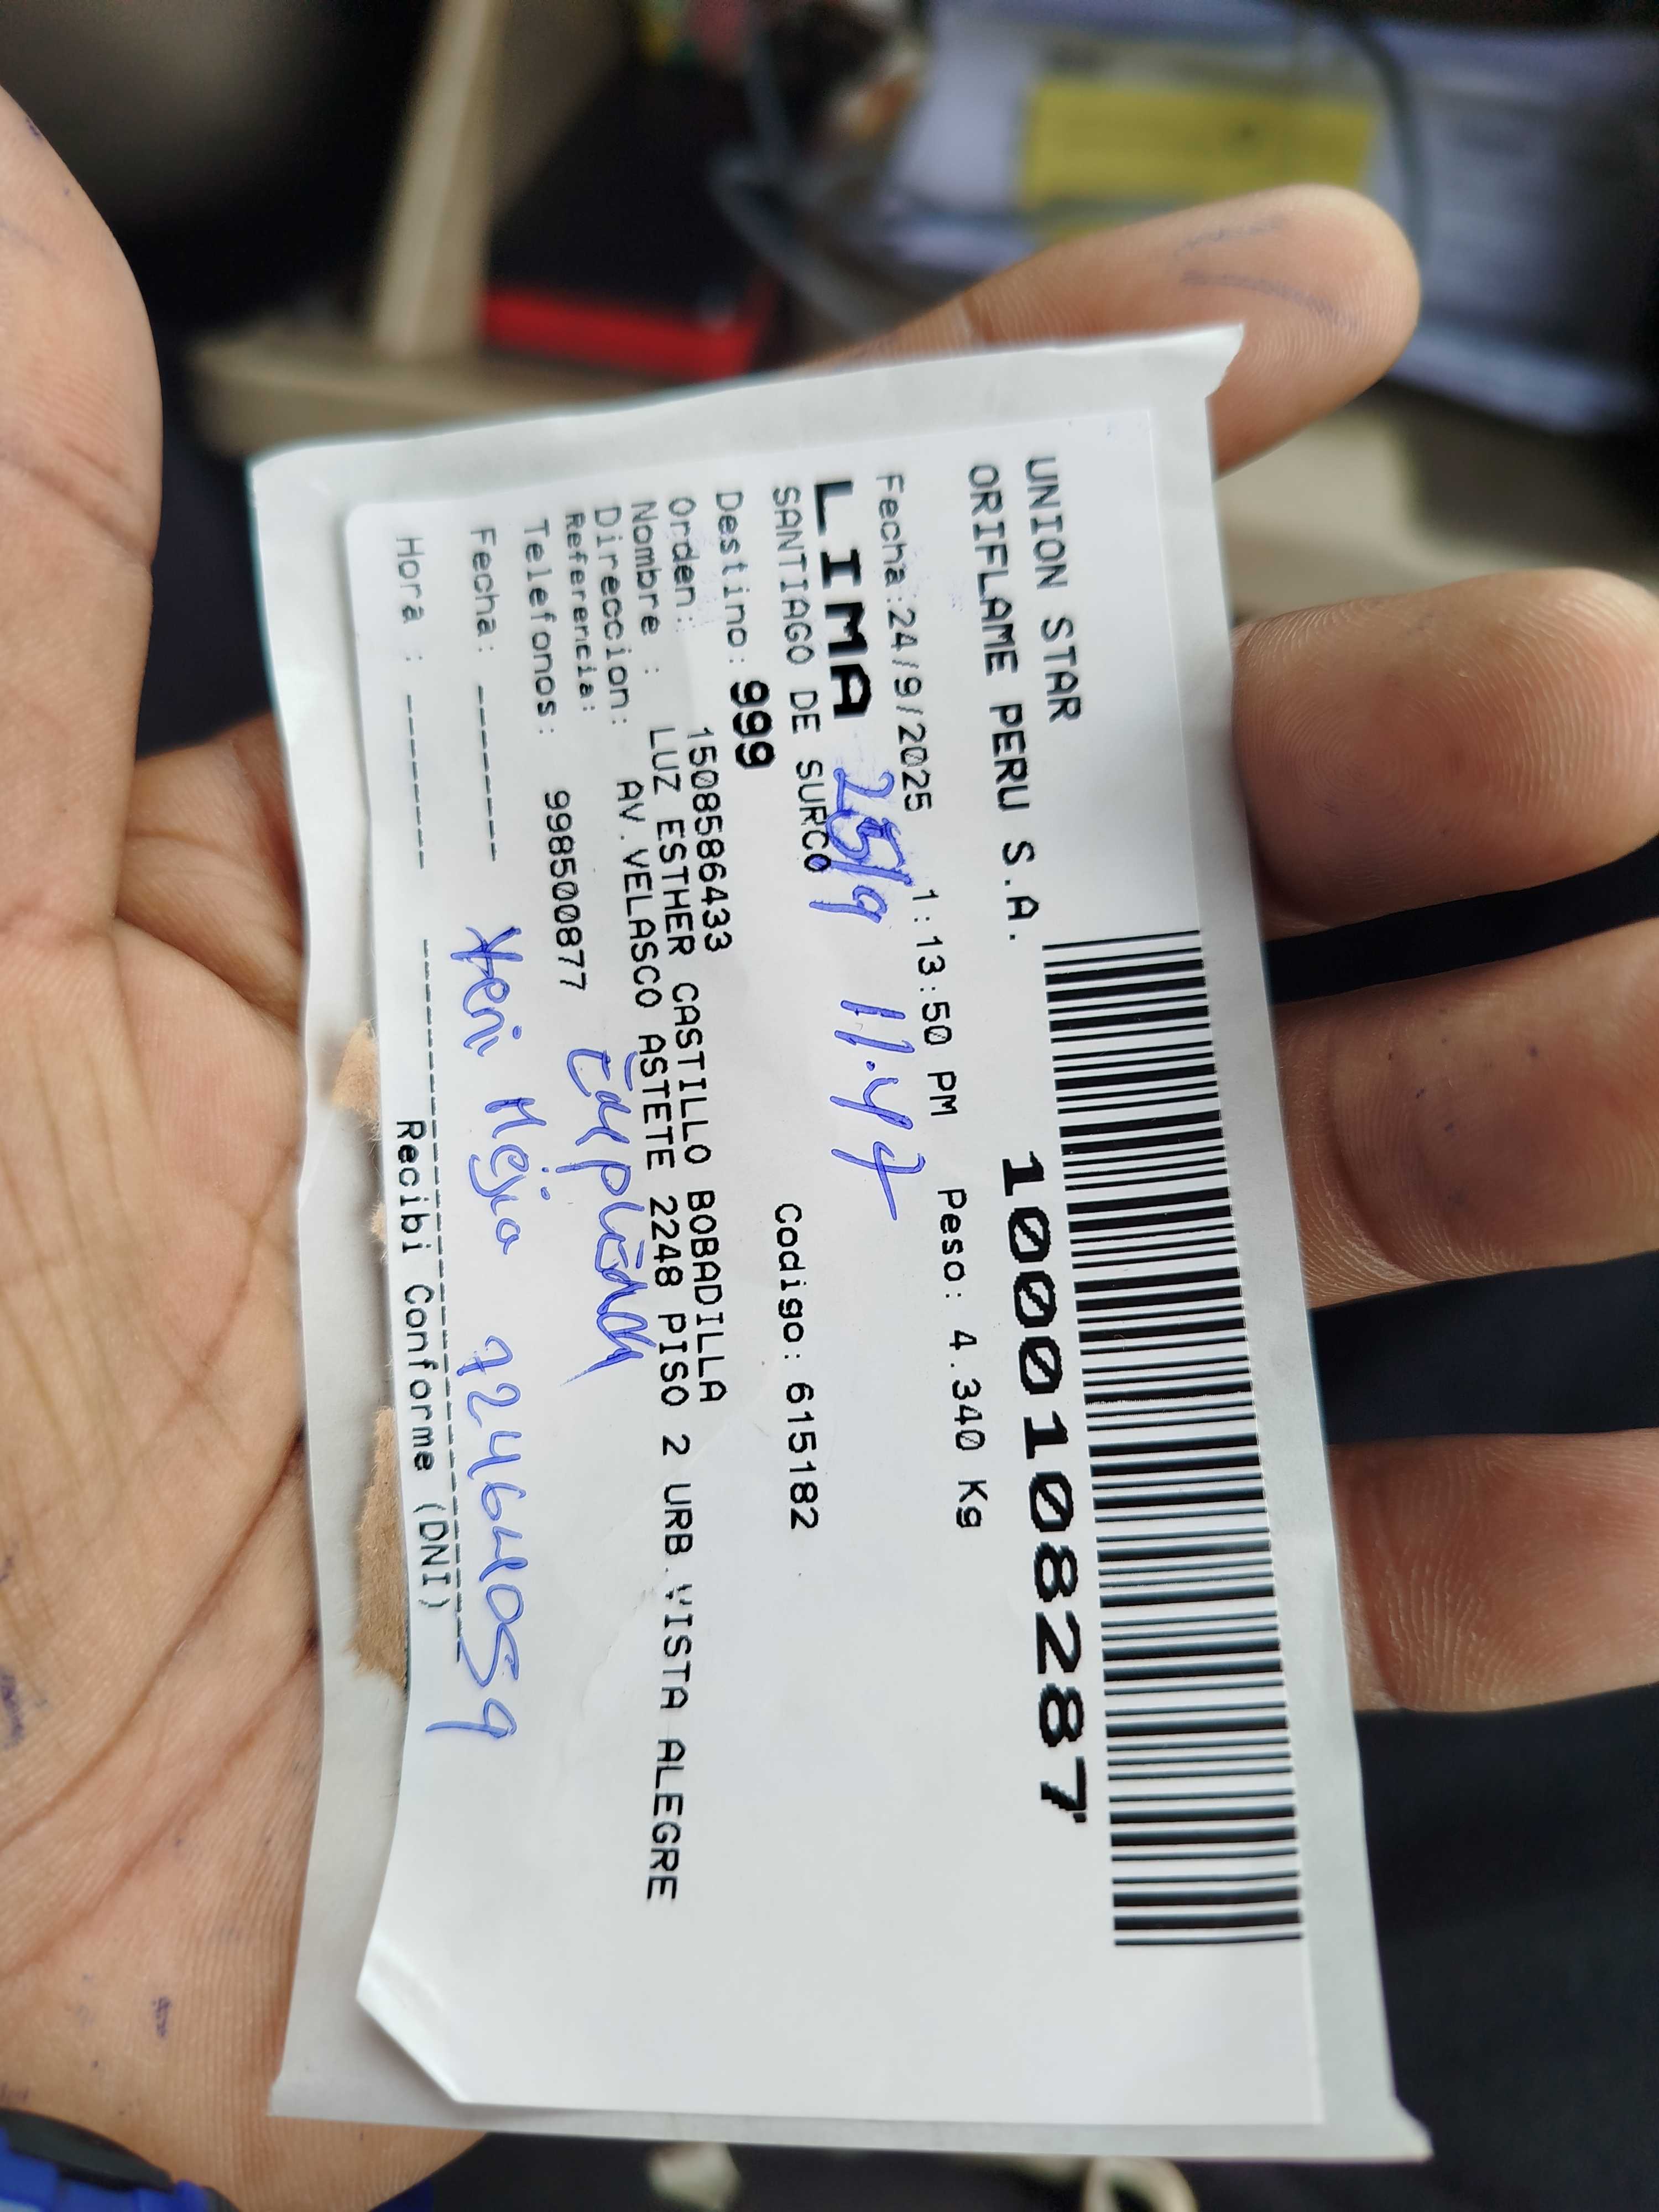 UNION STAR
ORIFLAME PERU S.A.
1000108287
Fecha:24/9/2025 1:13:50 PM Peso: 4.340 Kg
LIMA 25/9 11.47
SANTIAGO DE SURCO
Codigo: 615182
Destino: 999
Orden: 1508586433
Nombre : LUZ ESTHER CASTILLO BOBADILLA
Direccion: AV.VELASCO ASTETE 2248 PISO 2 URB.VISTA ALEGRE
Referencia:
Telefonos: 998500877
Fecha: --------
Mejia 72464059
Hora : --------
Recibi Conforme (DNI)